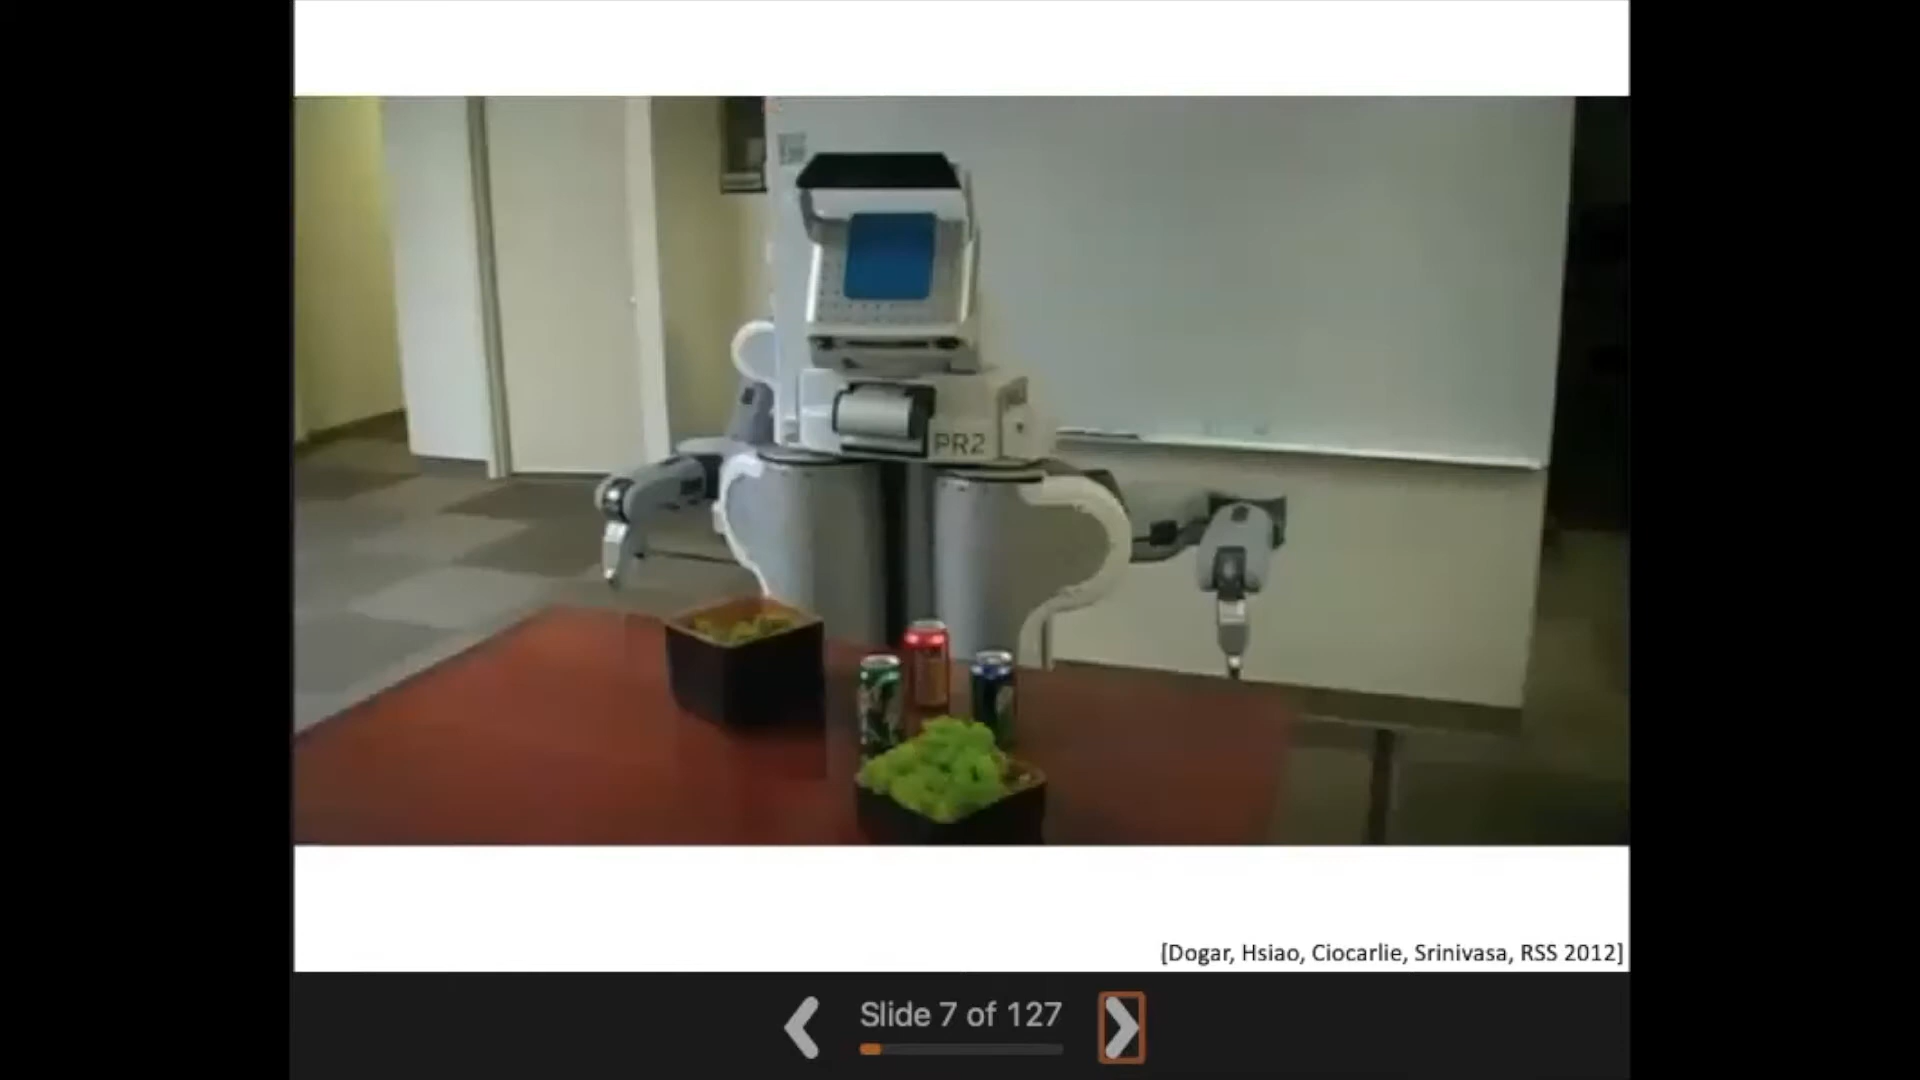 PR2
[Dogar, Hsiao, Ciocarlie, Srinivasa, RSS 2012]
Slide 7 of 127